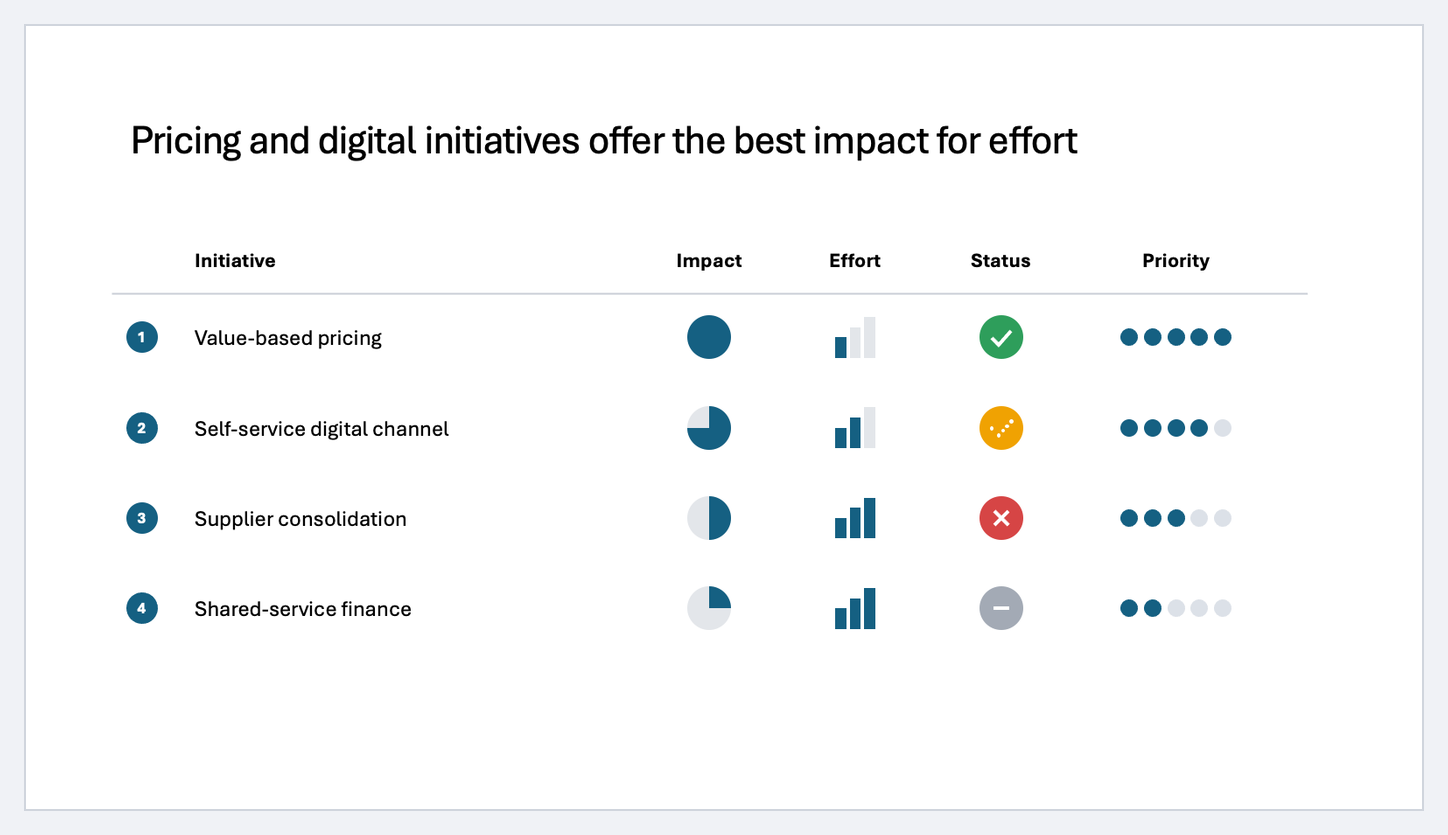 Pricing and digital initiatives offer the best impact for effort
Initiative Impact Effort Status Priority
1 Value-based pricing
2 Self-service digital channel
3 Supplier consolidation
4 Shared-service finance